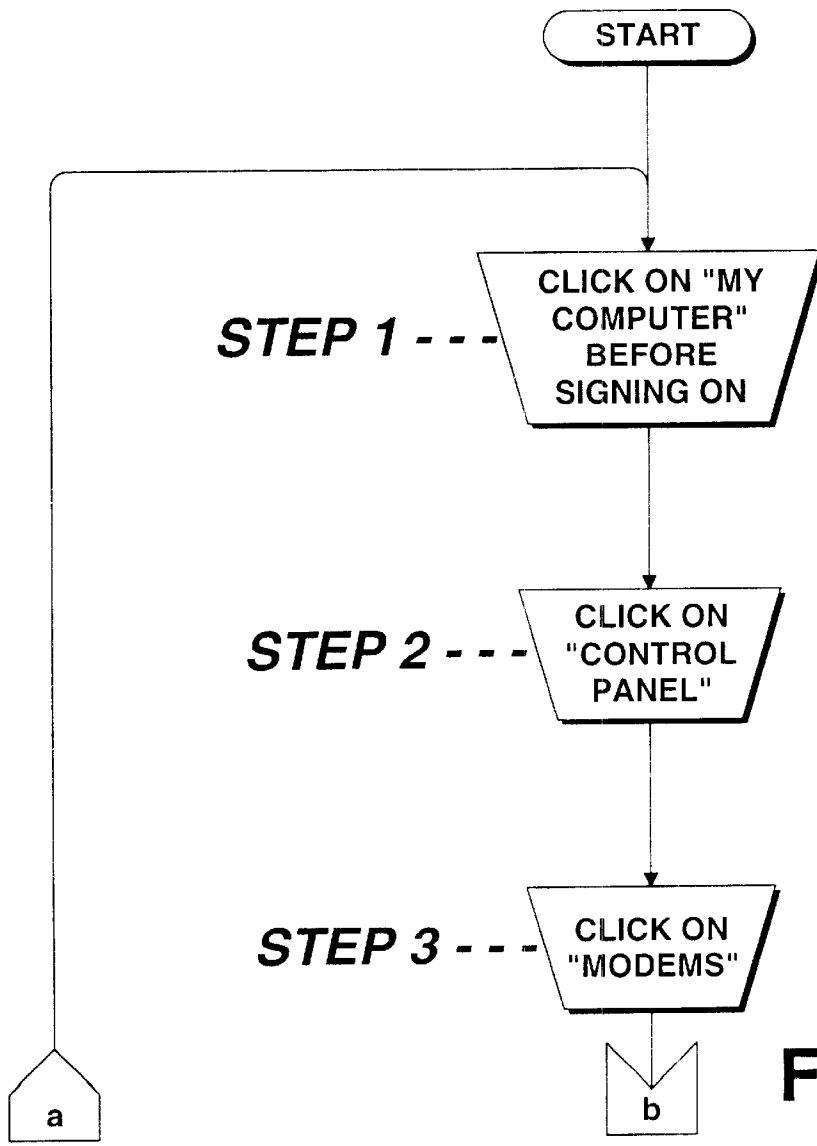 START
CLICK ON "MY
COMPUTER"
BEFORE
SIGNING ON
STEP 1 - - -
CLICK ON
"CONTROL
PANEL"
STEP 2 - - -
CLICK ON
"MODEMS"
STEP 3 - - -
a
b
F